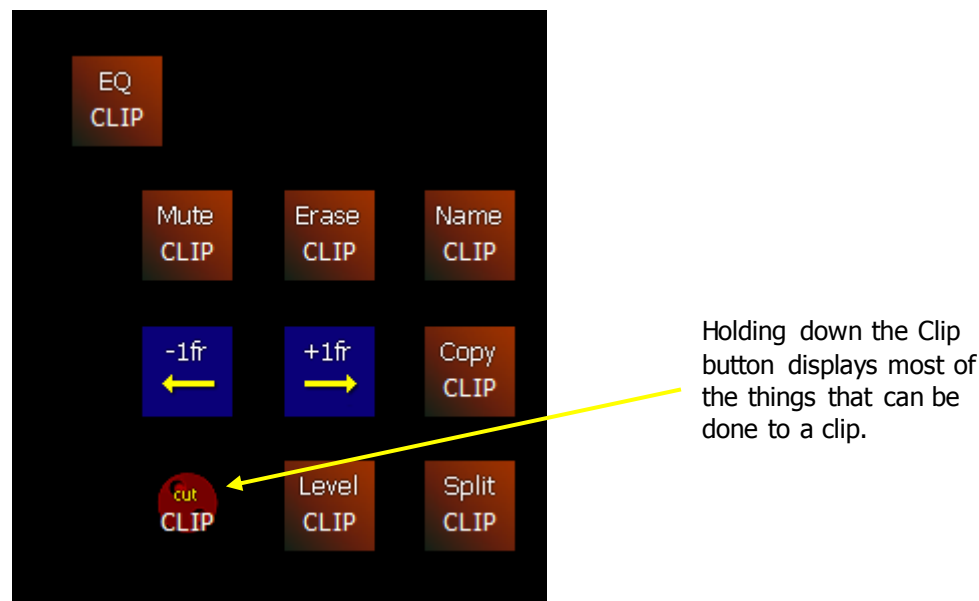 EQ
CLIP
Mute
CLIP
Erase
CLIP
Name
CLIP
-1fr
+1fr
Copy
CLIP
cut
CLIP
Level
CLIP
Split
CLIP
Holding down the Clip
button displays most of
the things that can be
done to a clip.